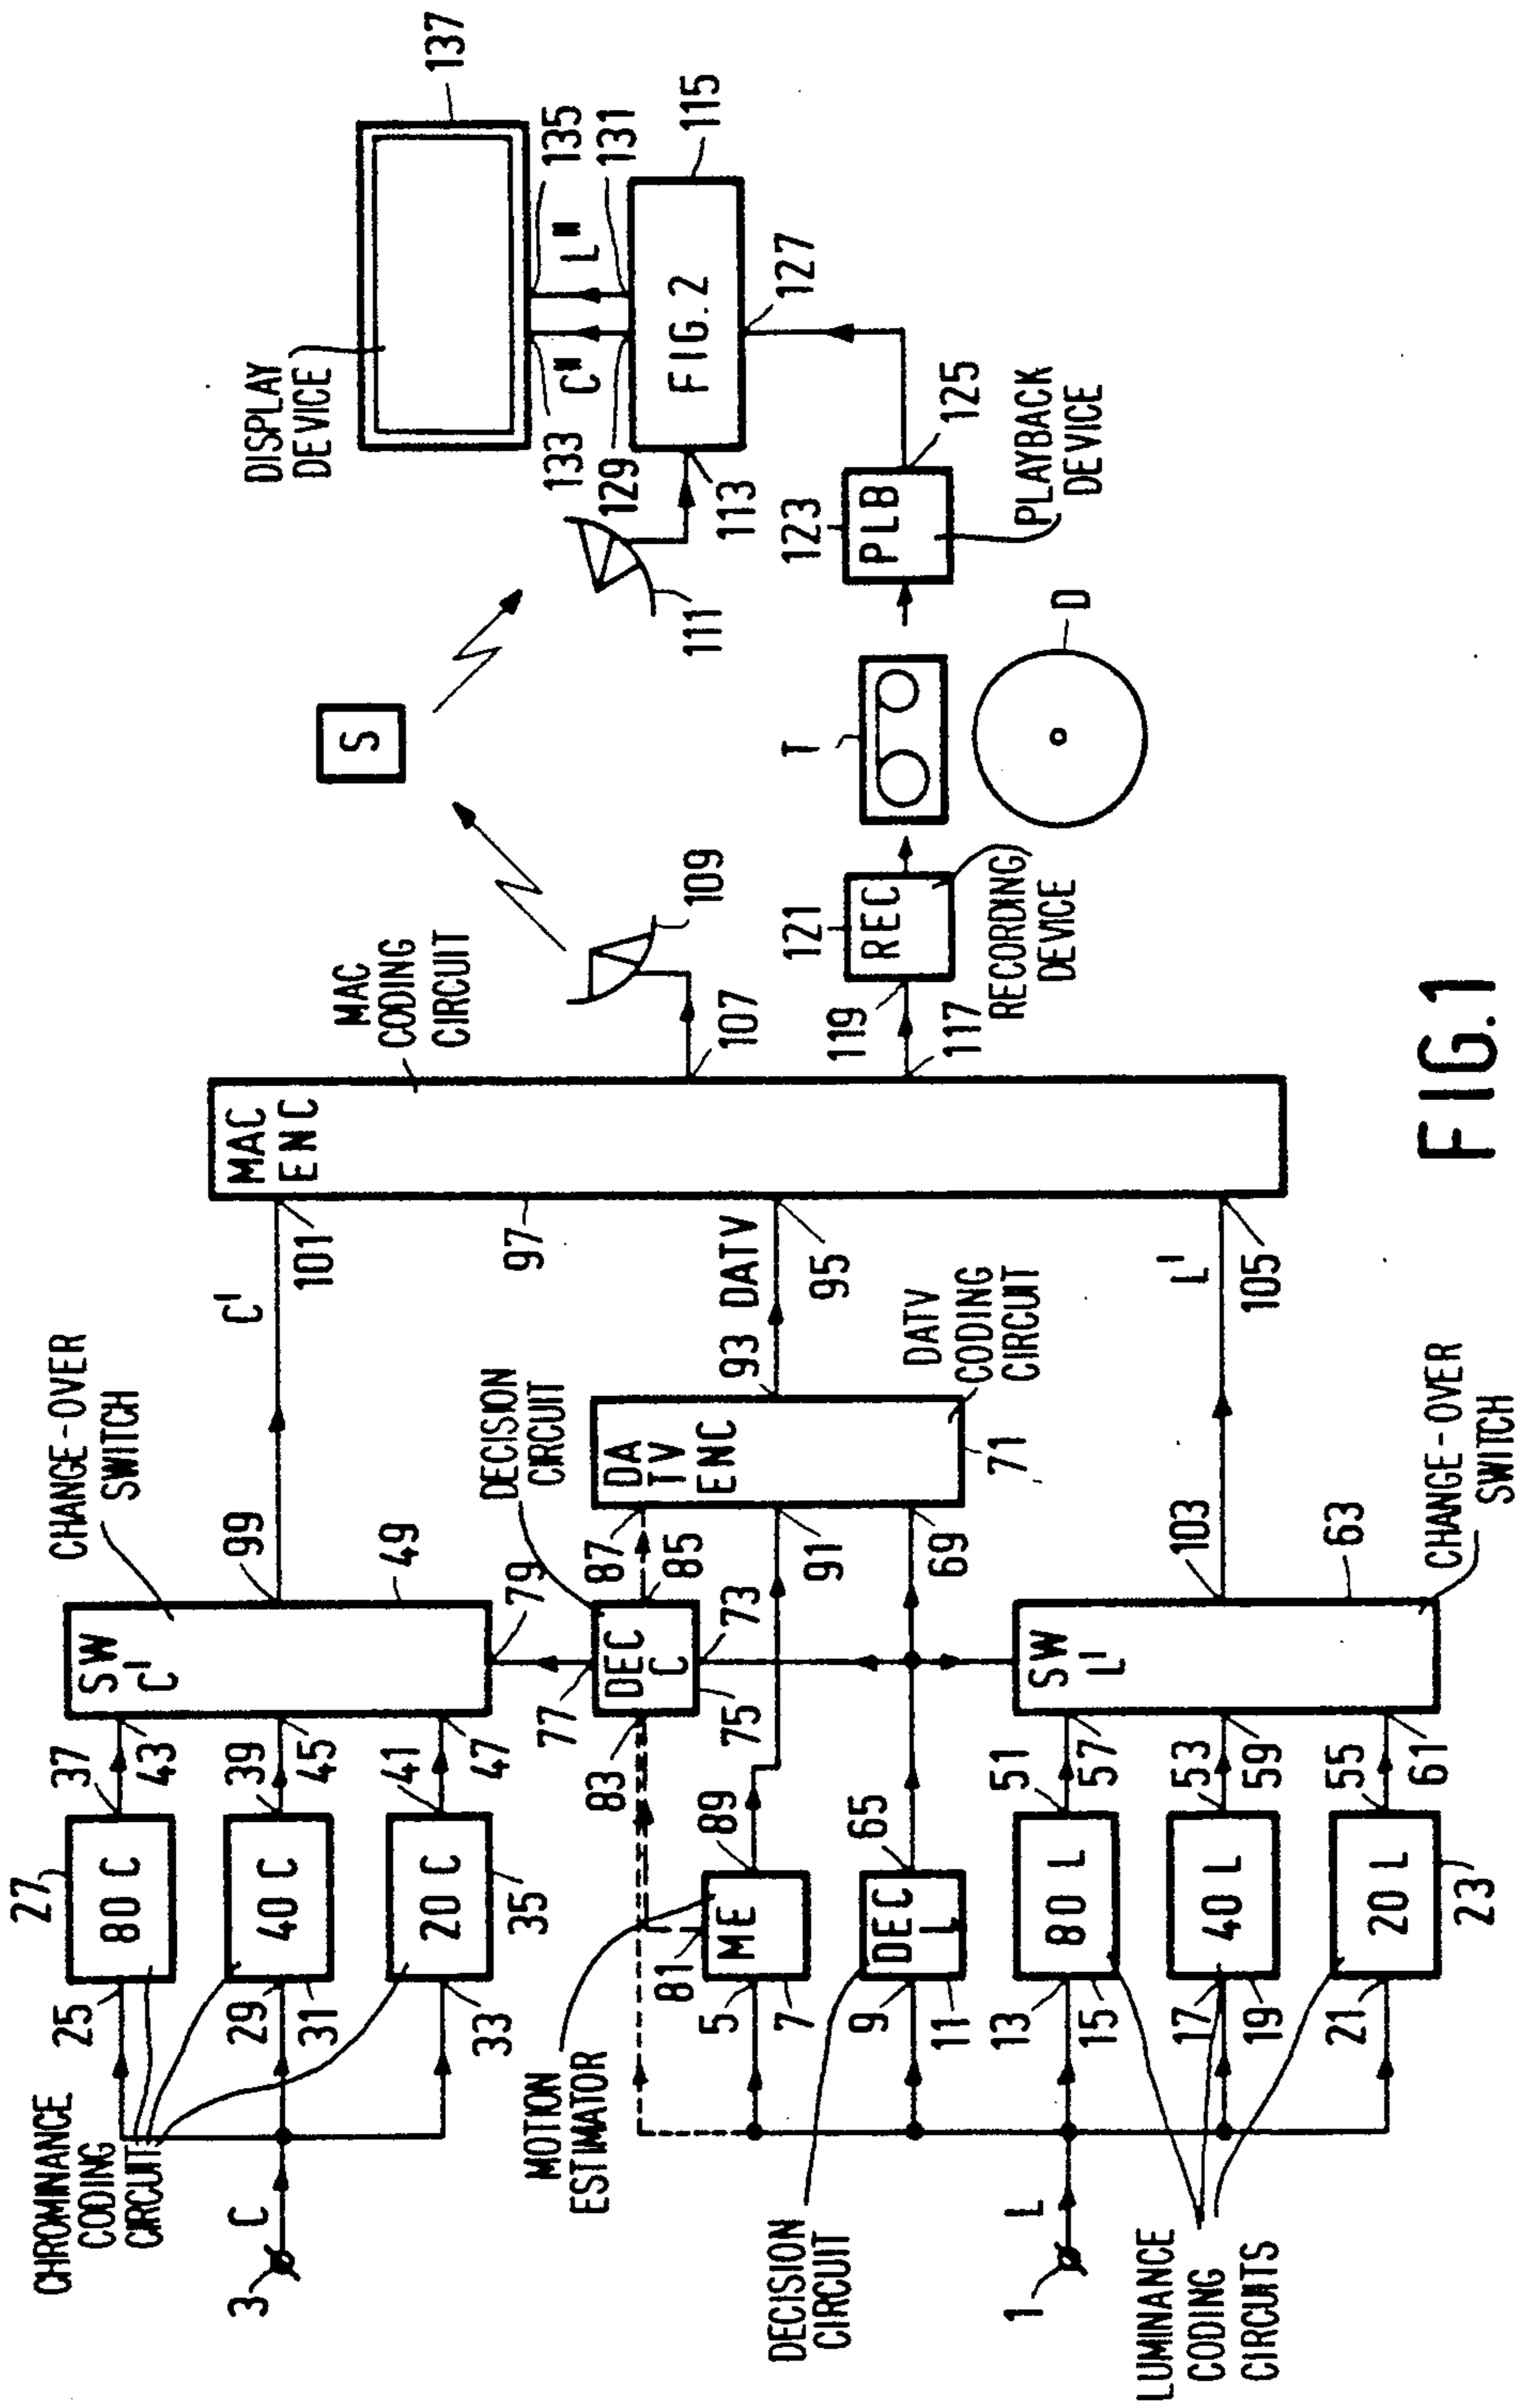 CHROMINANCE
CODING
CIRCUIT
C
3
25
27
80 C
37
43
29
31
40 C
39
45
33
35
20 C
41
47
SW
C'
49
99
79
CHANGE-OVER
SWITCH
C'
101
MOTION
ESTIMATOR
5
7
81
ME
89
83
77
DEC
C
75
73
85
87
DECISION
CIRCUIT
DECISION
CIRCUIT
9
11
DEC
L
65
91
69
DA
TV
ENC
71
93 DATV
95
DATV
CODING
CIRCUIT
1
L
LUMINANCE
CODING
CIRCUITS
13
15
80 L
51
57
17
19
40 L
53
59
21
23
20 L
55
61
SW
L'
63
103
CHANGE-OVER
SWITCH
L'
105
97
MAC
ENC
MAC
CODING
CIRCUIT
107
109
117
119
121
REC
RECORDING
DEVICE
S
T
D
111
113
123
PLB
125
PLAYBACK
DEVICE
127
FIG. 2
115
129
131
C"
L"
133
135
137
DISPLAY
DEVICE
FIG.1